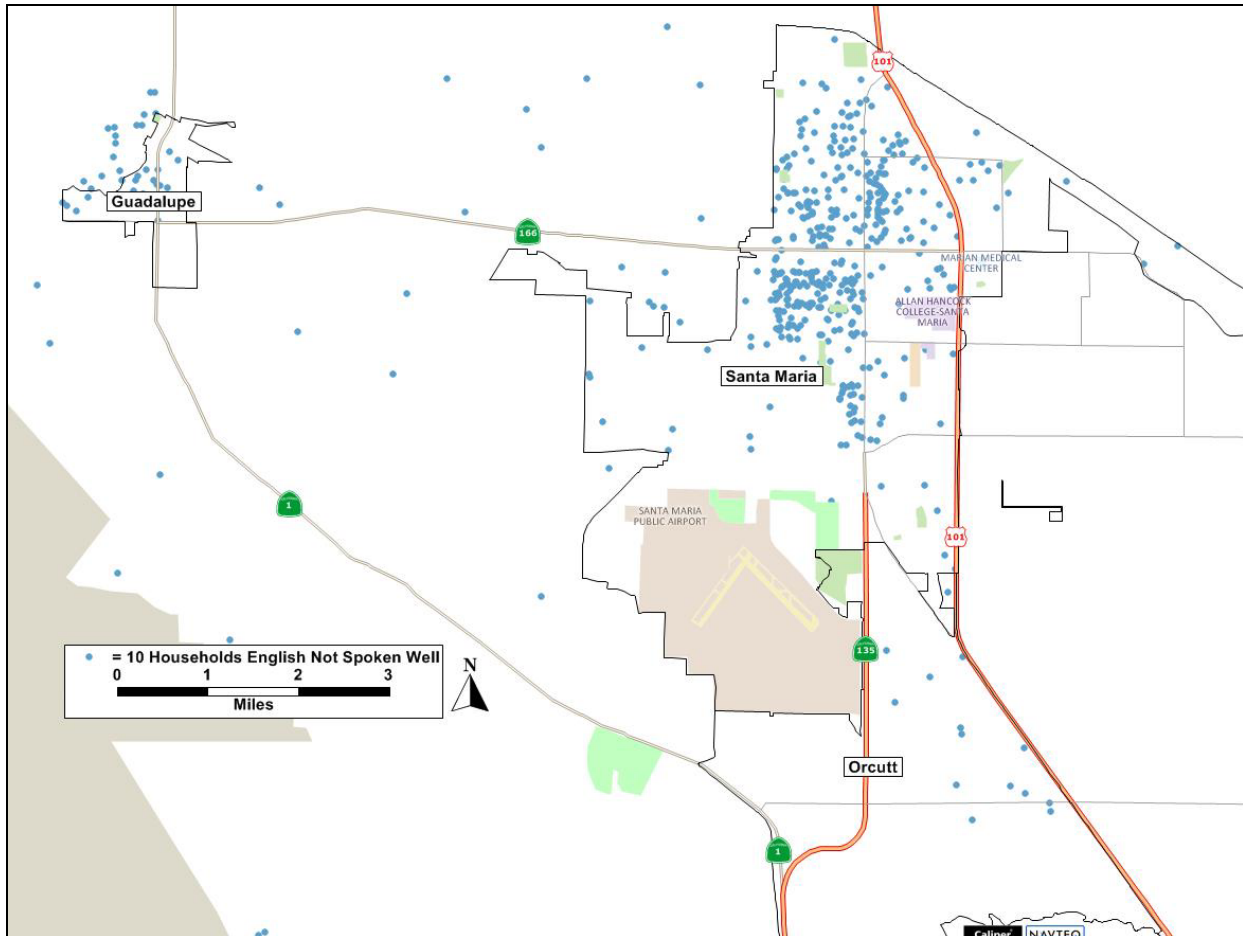 101
Guadalupe
166
MARIAN MEDICAL
CENTER
ALLAN HANCOCK
COLLEGE-SANTA
MARIA
Santa Maria
1
SANTA MARIA
PUBLIC AIRPORT
101
= 10 Households English Not Spoken Well
0 1 2 3
Miles
N
135
Orcutt
1
Caliper NAVTEQ